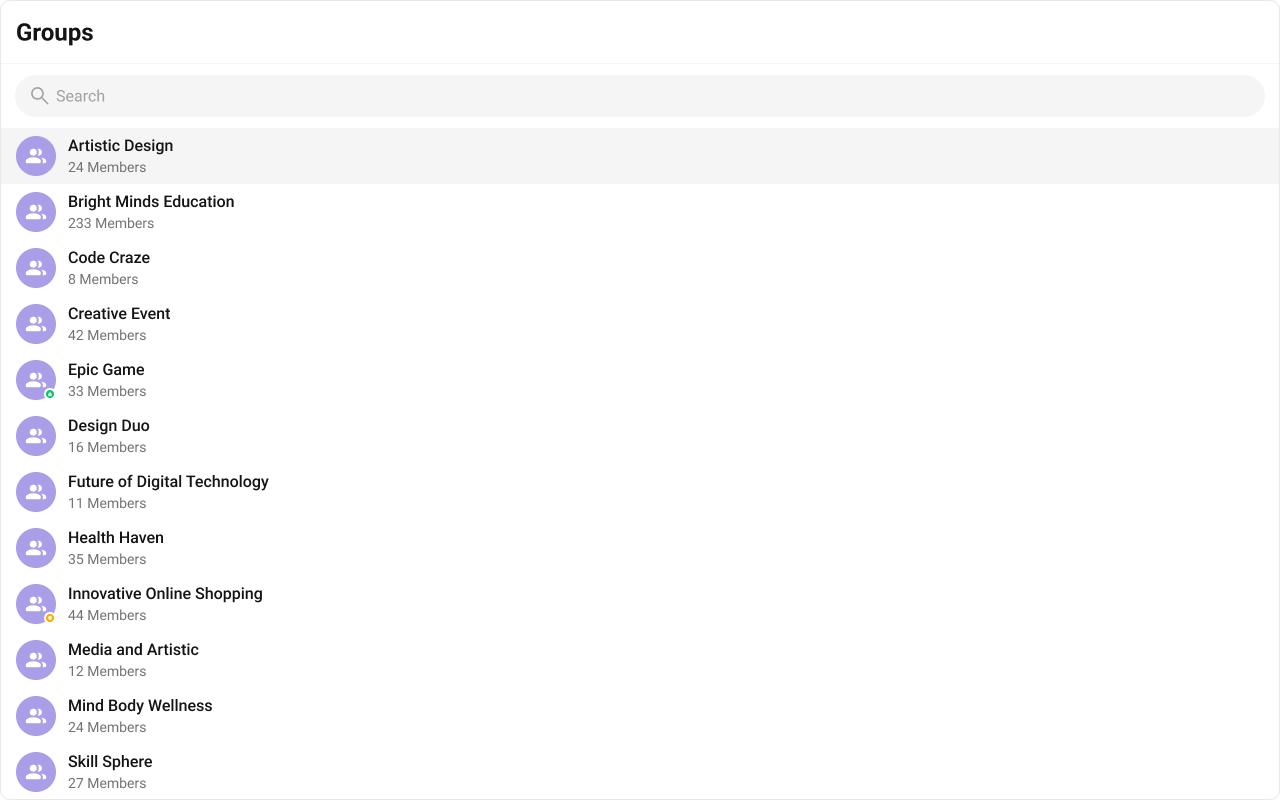 Groups
Search
Artistic Design
24 Members
Bright Minds Education
233 Members
Code Craze
8 Members
Creative Event
42 Members
Epic Game
33 Members
Design Duo
16 Members
Future of Digital Technology
11 Members
Health Haven
35 Members
Innovative Online Shopping
44 Members
Media and Artistic
12 Members
Mind Body Wellness
24 Members
Skill Sphere
27 Members